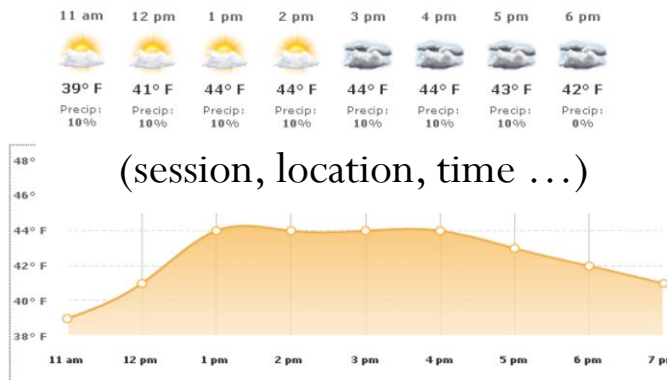 11 am 12 pm 1 pm 2 pm 3 pm 4 pm 5 pm 6 pm
39° F 41° F 44° F 44° F 44° F 44° F 43° F 42° F
Precip: Precip: Precip: Precip: Precip: Precip: Precip: Precip:
10% 10% 10% 10% 10% 10% 10% 0%
48°
(session, location, time …)
46°
44° F
42° F
40° F
38° F
11 am 12 pm 1 pm 2 pm 3 pm 4 pm 5 pm 6 pm 7 p